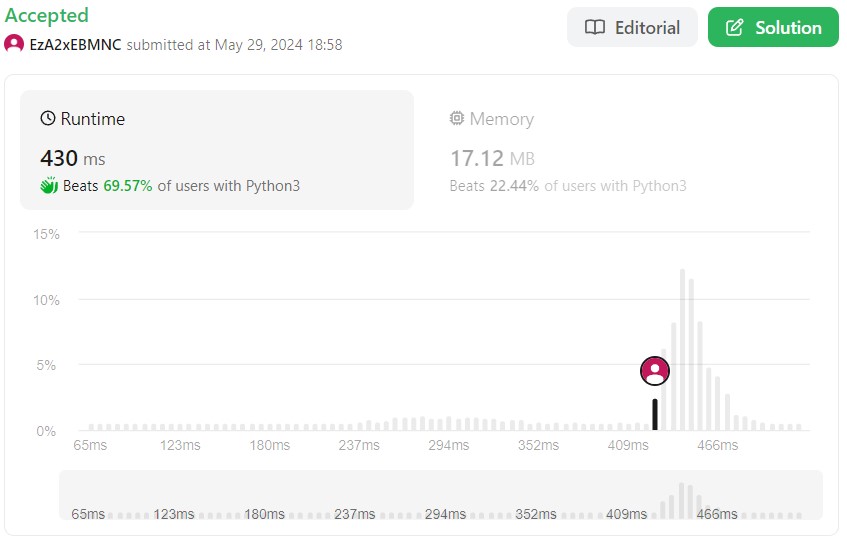 Accepted
Editorial
Solution
EzA2xEBMNC submitted at May 29, 2024 18:58
Runtime
430 ms
Beats 69.57% of users with Python3
Memory
17.12 MB
Beats 22.44% of users with Python3
15%
10%
5%
0%
65ms 123ms 180ms 237ms 294ms 352ms 409ms 466ms
65ms 123ms 180ms 237ms 294ms 352ms 409ms 466ms